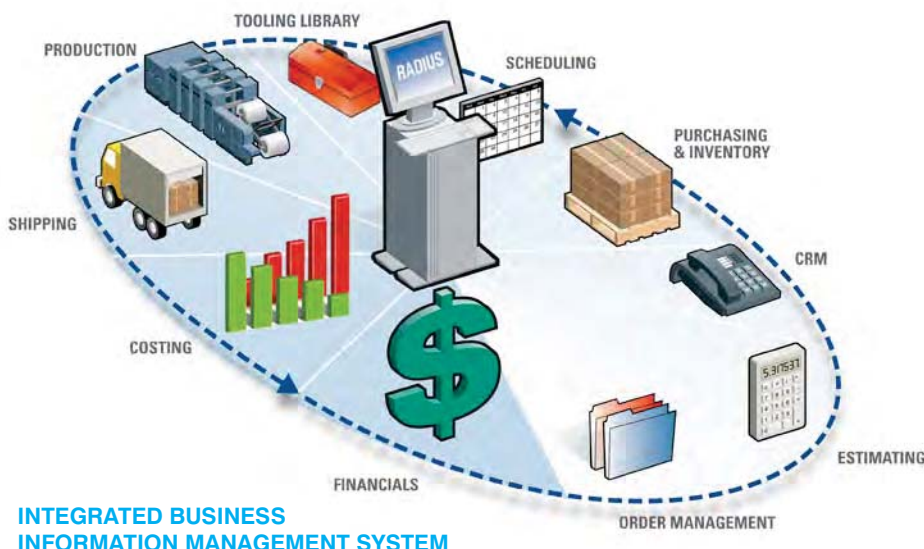 TOOLING LIBRARY
PRODUCTION
RADIUS
SCHEDULING
PURCHASING
& INVENTORY
SHIPPING
CRM
COSTING
5.317537
ESTIMATING
FINANCIALS
ORDER MANAGEMENT
INTEGRATED BUSINESS
INFORMATION MANAGEMENT SYSTEM